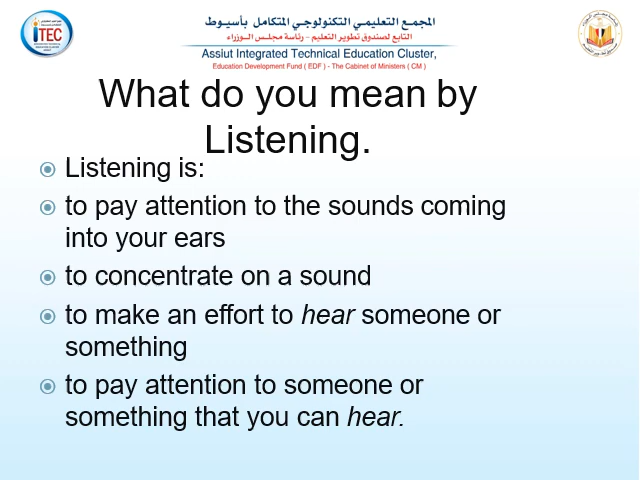 iTEC
المجمع التعليمي التكنولوجي المتكامل بأسيوط
التابع لصندوق تطوير التعليم - رئاسة مجلس الوزراء
Assiut Integrated Technical Education Cluster,
Education Development Fund ( EDF ) - The Cabinet of Ministers ( CM )
What do you mean by
Listening.
Listening is:
to pay attention to the sounds coming
into your ears
to concentrate on a sound
to make an effort to hear someone or
something
to pay attention to someone or
something that you can hear.